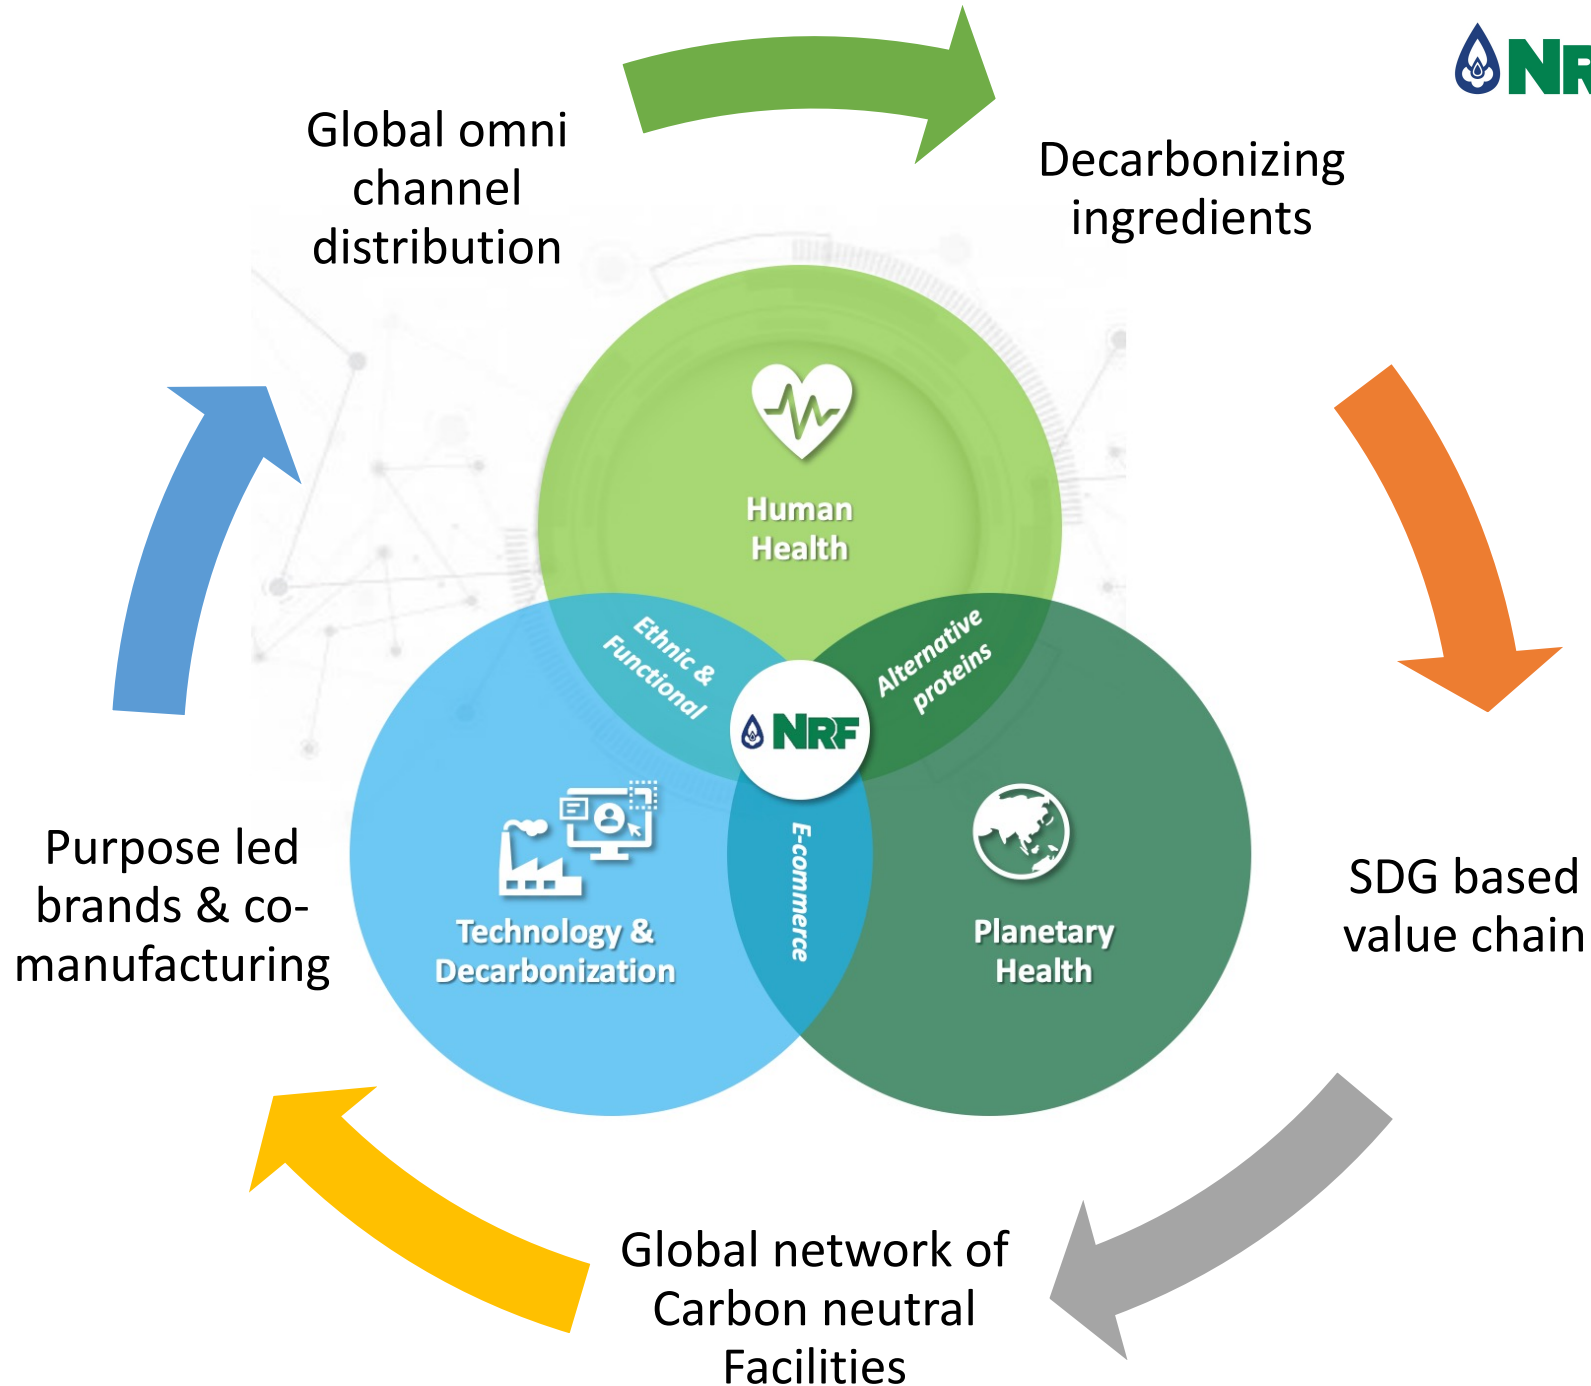 NR
Global omni
channel
distribution
Decarbonizing
ingredients
Human
Health
Ethnic &
Functional
Alternative
proteins
NRF
E-commerce
Technology &
Decarbonization
Planetary
Health
Purpose led
brands & co-
manufacturing
SDG based
value chain
Global network of
Carbon neutral
Facilities